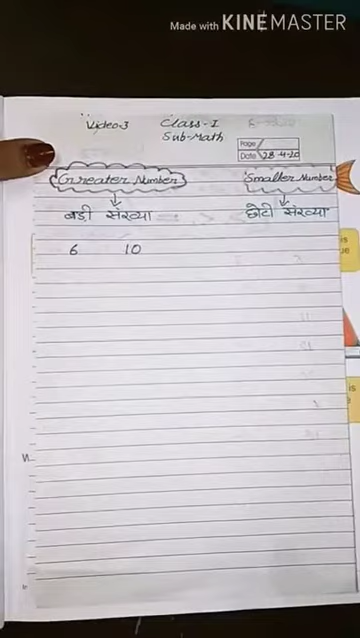 Made with KINEMASTER
Video-3 Class-I
Sub-Math
Page
Date 28-4-20
Greater Number Smaller Number
बडी संख्या छोटी संख्या
6 10